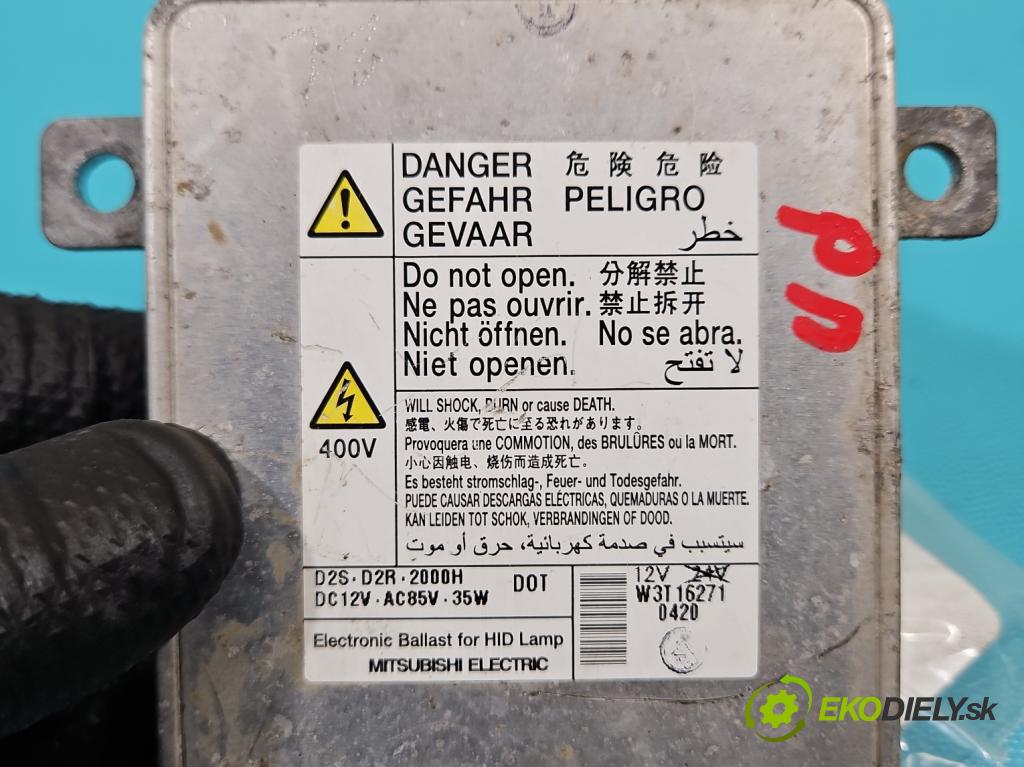 DANGER 危 険 危 险
GEFAHR PELIGRO
GEVAAR خطر
Do not open. 分解禁止
Ne pas ouvrir. 禁止拆开
Nicht öffnen. No se abra.
Niet openen. لا تفتح
400V
WILL SHOCK, BURN or cause DEATH.
感電、火傷で死亡に至る恐れがあります。
Provoquera une COMMOTION, des BRULÛRES ou la MORT.
小心因触电、烧伤而造成死亡。
Es besteht stromschlag-, Feuer- und Todesgefahr.
PUEDE CAUSAR DESCARGAS ELÉCTRICAS, QUEMADURAS O LA MUERTE.
KAN LEIDEN TOT SCHOK, VERBRANDINGEN OF DOOD.
سيتسبب في صدمة كهربائية، حرق أو موت
D2S · D2R · 2000H DOT
DC12V · AC85V · 35W
12V 24V
W3T16271
0420
Electronic Ballast for HID Lamp
MITSUBISHI ELECTRIC
EKODIELY.sk